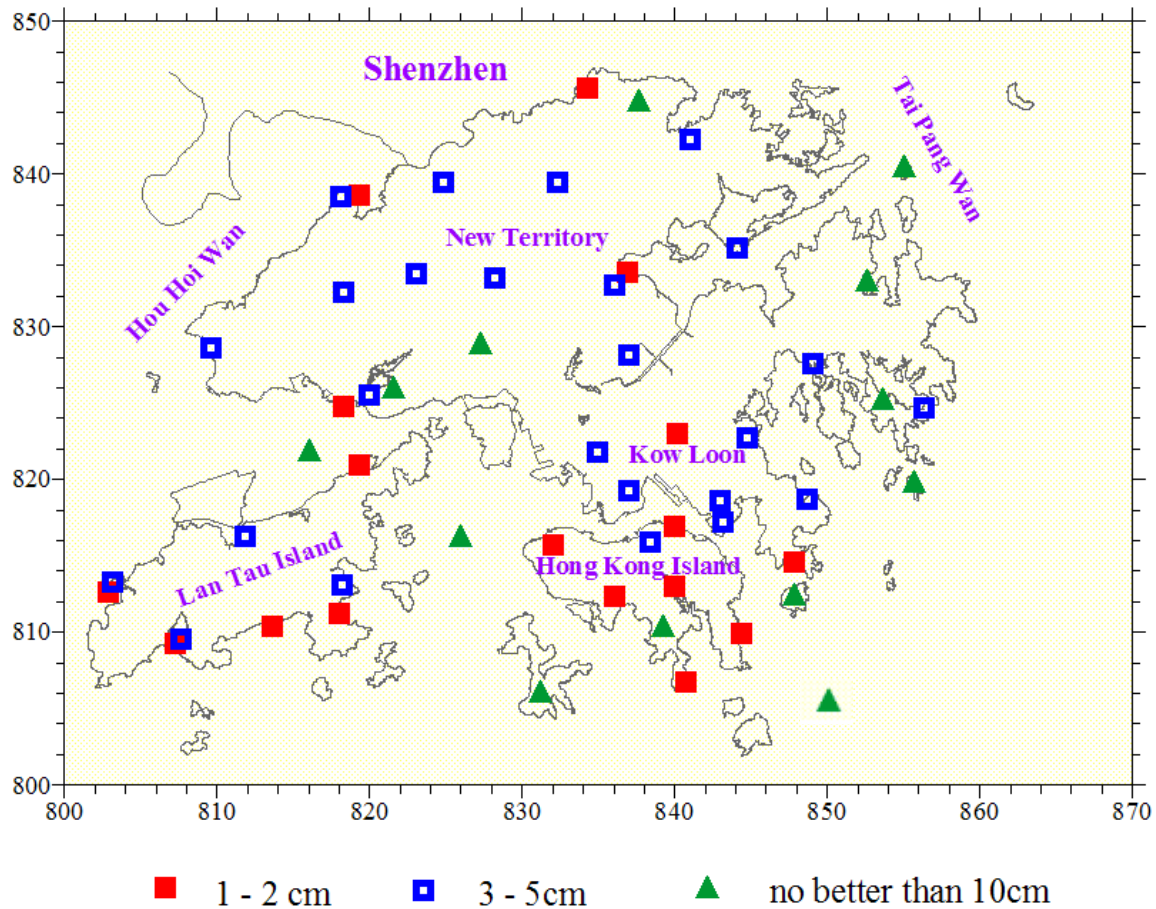 850
Shenzhen
Tai Pang Wan
840
New Territory
Hou Hoi Wan
830
Kow Loon
820
Hong Kong Island
Lan Tau Island
810
800
800 810 820 830 840 850 860 870
1 - 2 cm 3 - 5cm no better than 10cm